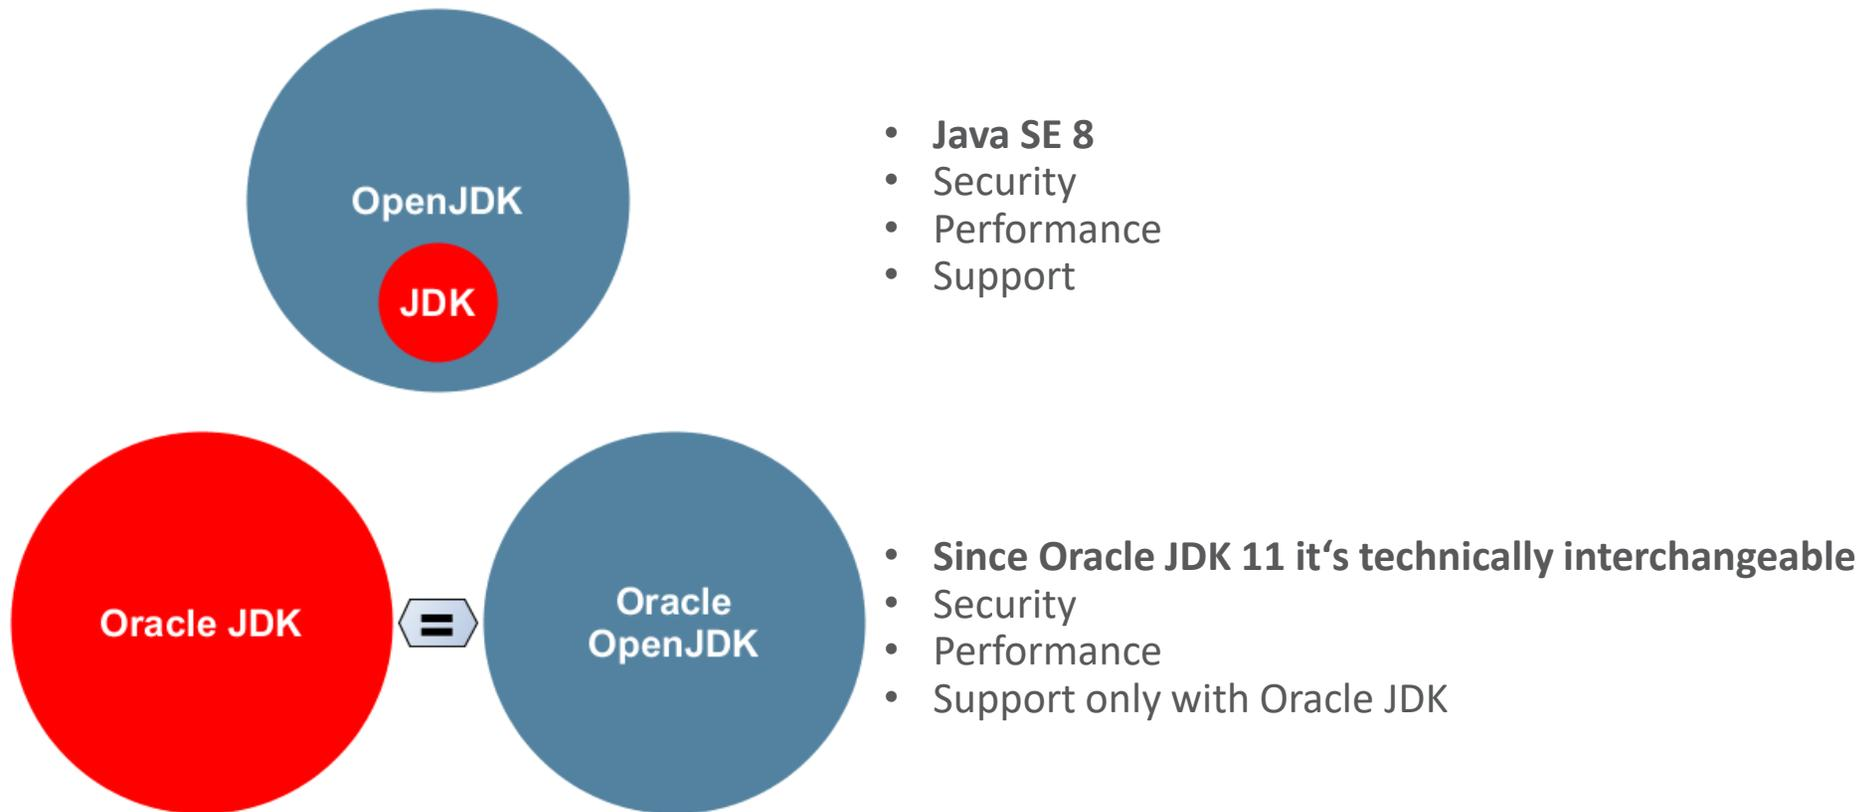 OpenJDK
JDK
• Java SE 8
• Security
• Performance
• Support
Oracle JDK
=
Oracle
OpenJDK
• Since Oracle JDK 11 it‘s technically interchangeable
• Security
• Performance
• Support only with Oracle JDK